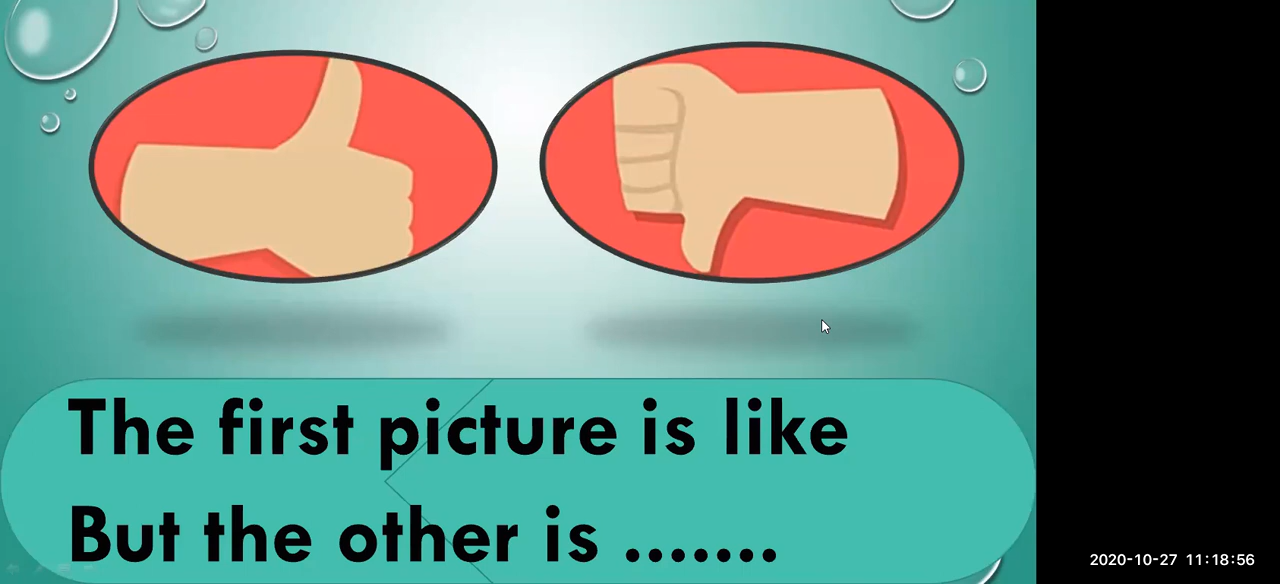 The first picture is like
But the other is .......
2020-10-27 11:18:56